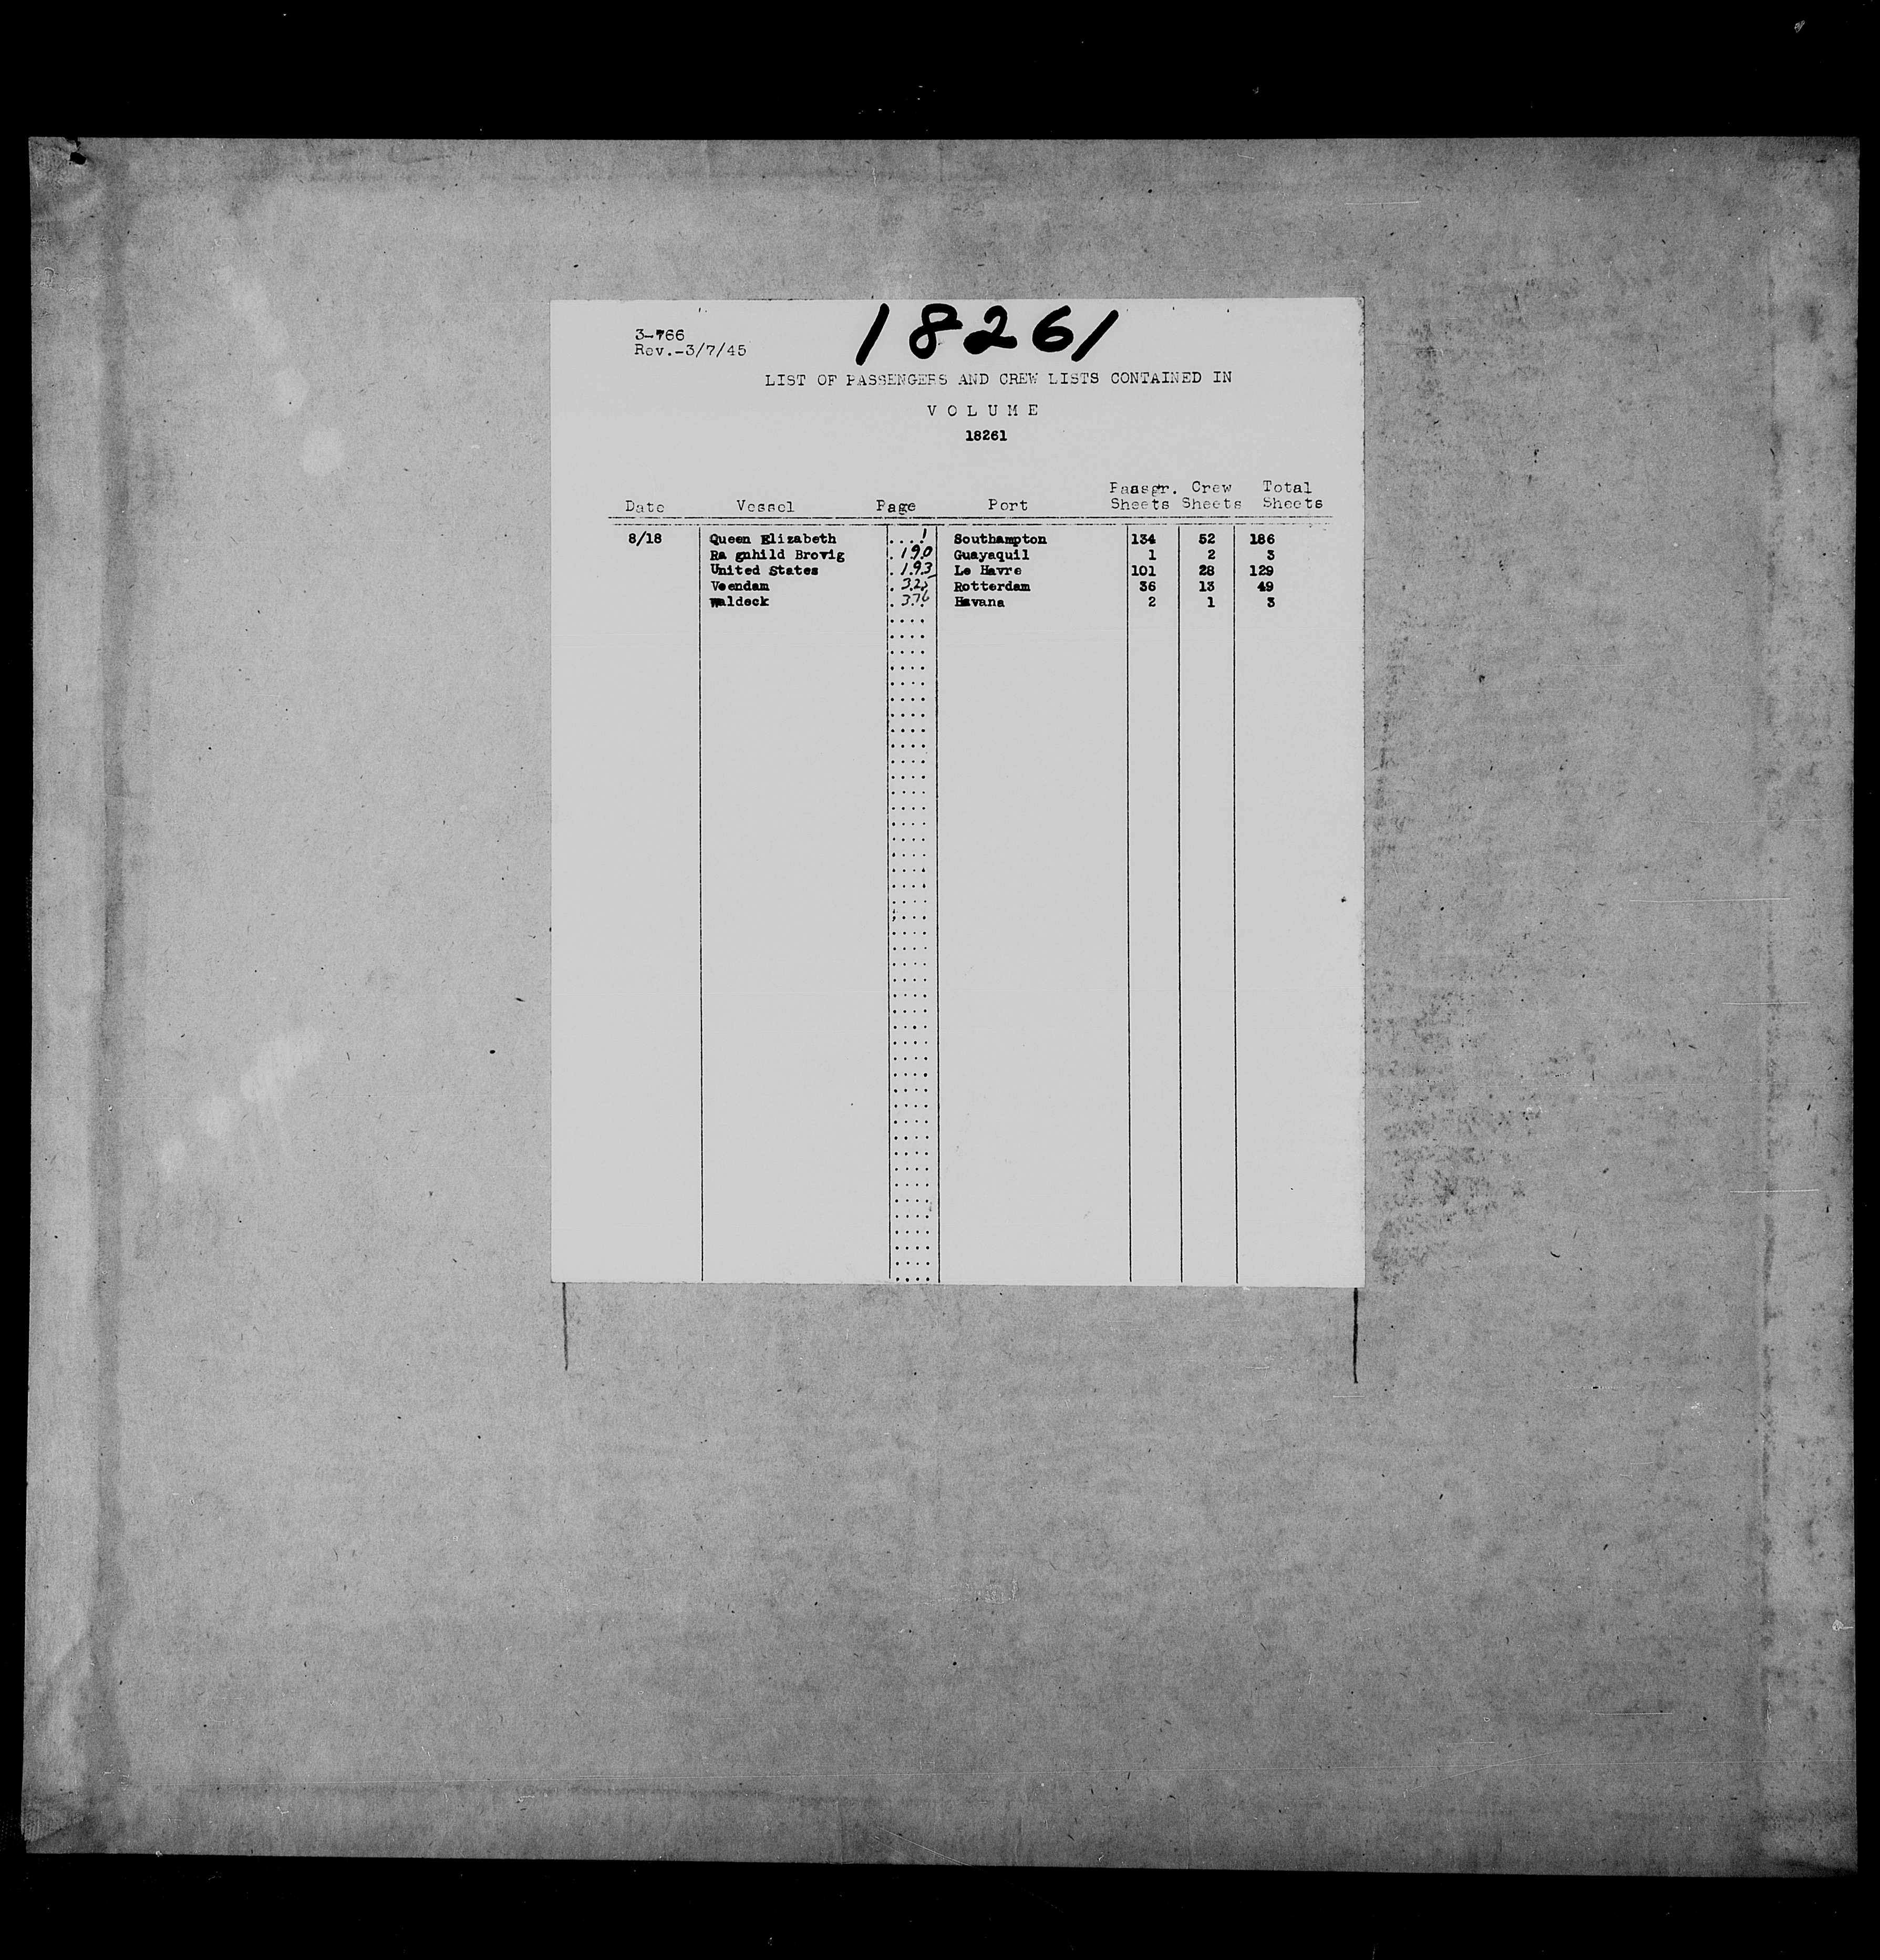 18261
3-766
Rev.-3/7/45
LIST OF PASSENGERS AND CREW LISTS CONTAINED IN
VOLUME
18261
Date Vessel Page Port Passgr. Sheets Crew Sheets Total Sheets
8/18 Queen Elizabeth ....1 Southampton 134 52 186
Ra gnhild Brovig .190 Guayaquil 1 2 3
United States .193 Le Havre 101 28 129
Veendam .325 Rotterdam 36 13 49
Waldeck .376 Havana 2 1 3